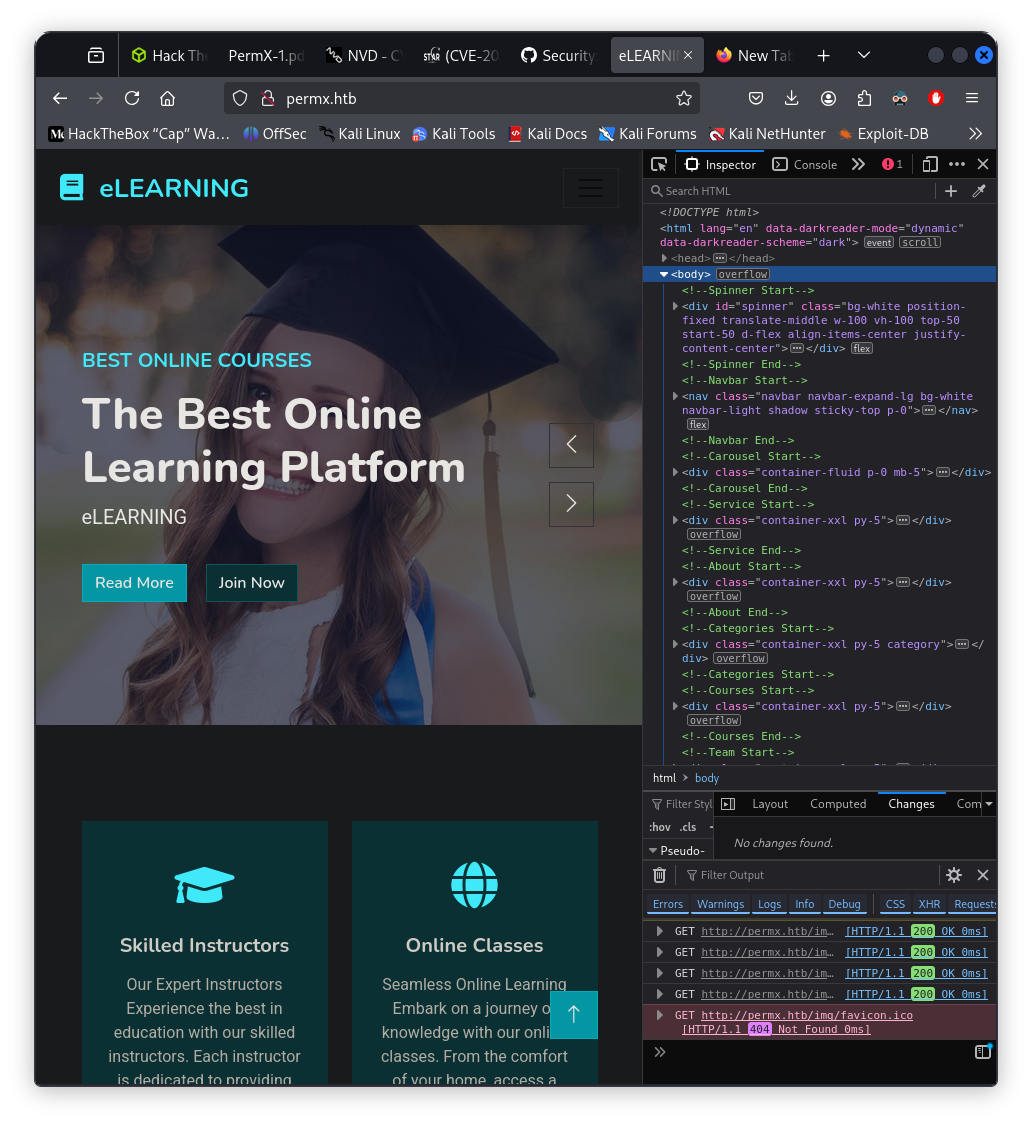 Hack The
PermX-1.pd
NVD - CV
(CVE-20
Security
eLEARNI
New Tab
permx.htb
HackTheBox “Cap” Wa…
OffSec
Kali Linux
Kali Tools
Kali Docs
Kali Forums
Kali NetHunter
Exploit-DB
eLEARNING
BEST ONLINE COURSES
The Best Online
Learning Platform
eLEARNING
Read More
Join Now
Skilled Instructors
Our Expert Instructors
Experience the best in
education with our skilled
instructors. Each instructor
is dedicated to providing
Online Classes
Seamless Online Learning
Embark on a journey o
knowledge with our onli
classes. From the comfort
of your home, access a
Inspector
Console
1
Search HTML
<!DOCTYPE html>
<html lang="en" data-darkreader-mode="dynamic"
data-darkreader-scheme="dark"> event scroll
<head> </head>
<body> overflow
<!--Spinner Start-->
<div id="spinner" class="bg-white position-
fixed translate-middle w-100 vh-100 top-50
start-50 d-flex align-items-center justify-
content-center"> </div> flex
<!--Spinner End-->
<!--Navbar Start-->
<nav class="navbar navbar-expand-lg bg-white
navbar-light shadow sticky-top p-0"> </nav>
flex
<!--Navbar End-->
<!--Carousel Start-->
<div class="container-fluid p-0 mb-5"> </div>
<!--Carousel End-->
<!--Service Start-->
<div class="container-xxl py-5"> </div>
overflow
<!--Service End-->
<!--About Start-->
<div class="container-xxl py-5"> </div>
overflow
<!--About End-->
<!--Categories Start-->
<div class="container-xxl py-5 category"> </
div> overflow
<!--Categories Start-->
<!--Courses Start-->
<div class="container-xxl py-5"> </div>
overflow
<!--Courses End-->
<!--Team Start-->
html > body
Filter Styl
:hov .cls
Pseudo-
Layout
Computed
Changes
Com
No changes found.
Filter Output
Errors
Warnings
Logs
Info
Debug
CSS
XHR
Requests
GET http://permx.htb/im… [HTTP/1.1 200 OK 0ms]
GET http://permx.htb/im… [HTTP/1.1 200 OK 0ms]
GET http://permx.htb/im… [HTTP/1.1 200 OK 0ms]
GET http://permx.htb/im… [HTTP/1.1 200 OK 0ms]
GET http://permx.htb/img/favicon.ico
[HTTP/1.1 404 Not Found 0ms]